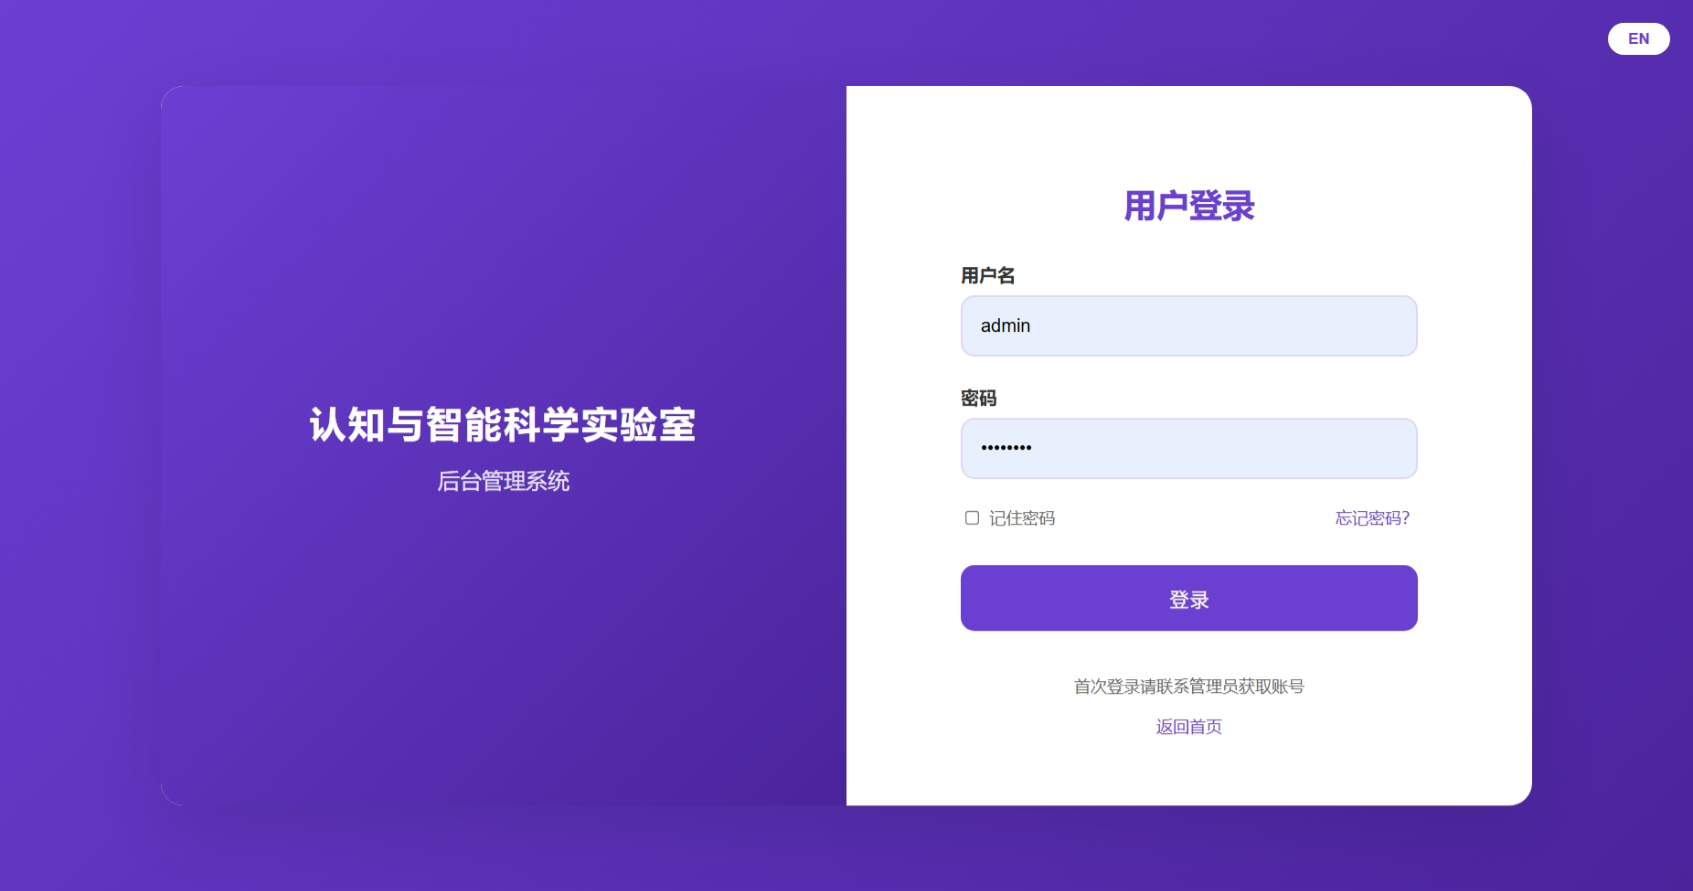 EN
认知与智能科学实验室
后台管理系统
用户登录
用户名
admin
密码
••••••••
记住密码
忘记密码?
登录
首次登录请联系管理员获取账号
返回首页